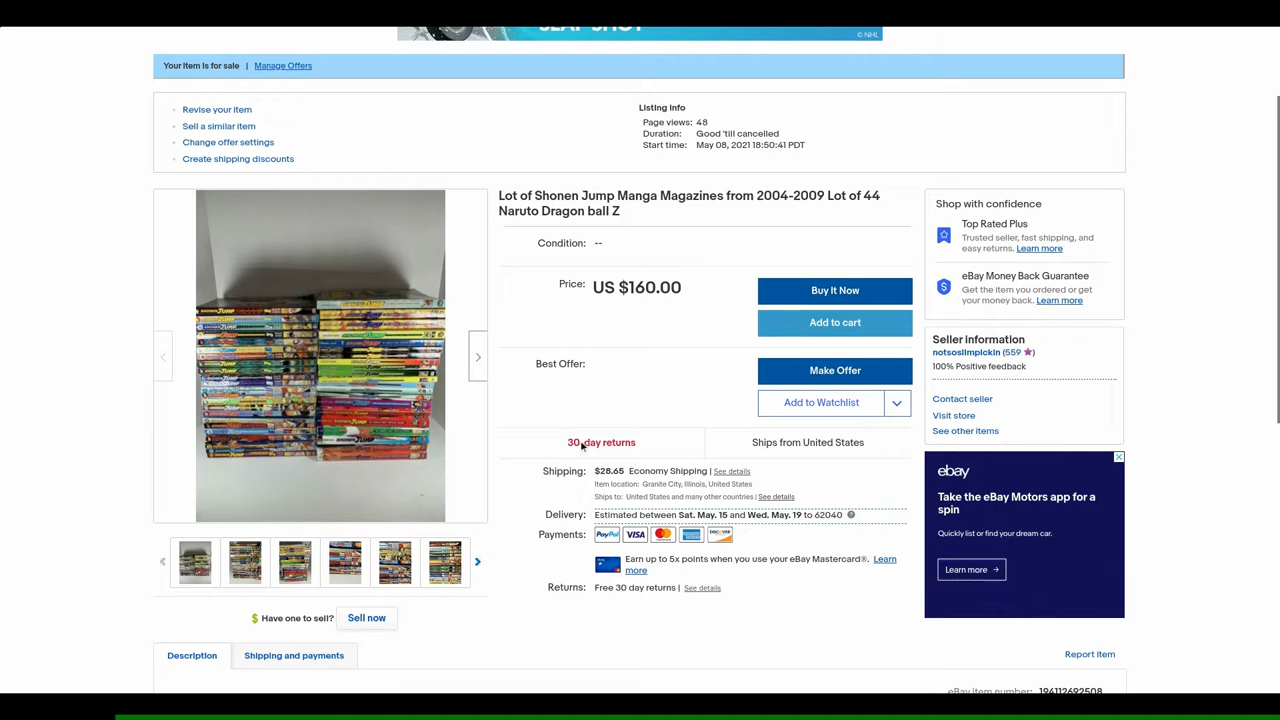 SLAP SHOT
© NHL
Your item is for sale | Manage Offers
Revise your item
Sell a similar item
Change offer settings
Create shipping discounts
Listing Info
Page views: 48
Duration: Good 'till cancelled
Start time: May 08, 2021 18:50:41 PDT
Lot of Shonen Jump Manga Magazines from 2004-2009 Lot of 44
Naruto Dragon ball Z
Condition: --
Price: US $160.00
Buy It Now
Add to cart
Best Offer:
Make Offer
Add to Watchlist
30 day returns
Ships from United States
Shipping: $28.65 Economy Shipping | See details
Item location: Granite City, Illinois, United States
Ships to: United States and many other countries | See details
Delivery: Estimated between Sat. May. 15 and Wed. May. 19 to 62040
Payments: PayPal VISA
Earn up to 5x points when you use your eBay Mastercard®. Learn
more
Returns: Free 30 day returns | See details
Shop with confidence
Top Rated Plus
Trusted seller, fast shipping, and
easy returns. Learn more
eBay Money Back Guarantee
Get the item you ordered or get
your money back. Learn more
Seller information
notsoslimpickin (559)
100% Positive feedback
Contact seller
Visit store
See other items
ebay
Take the eBay Motors app for a
spin
Quickly list or find your dream car.
Learn more
$ Have one to sell? Sell now
Description
Shipping and payments
Report item
eBay item number: 194112692508